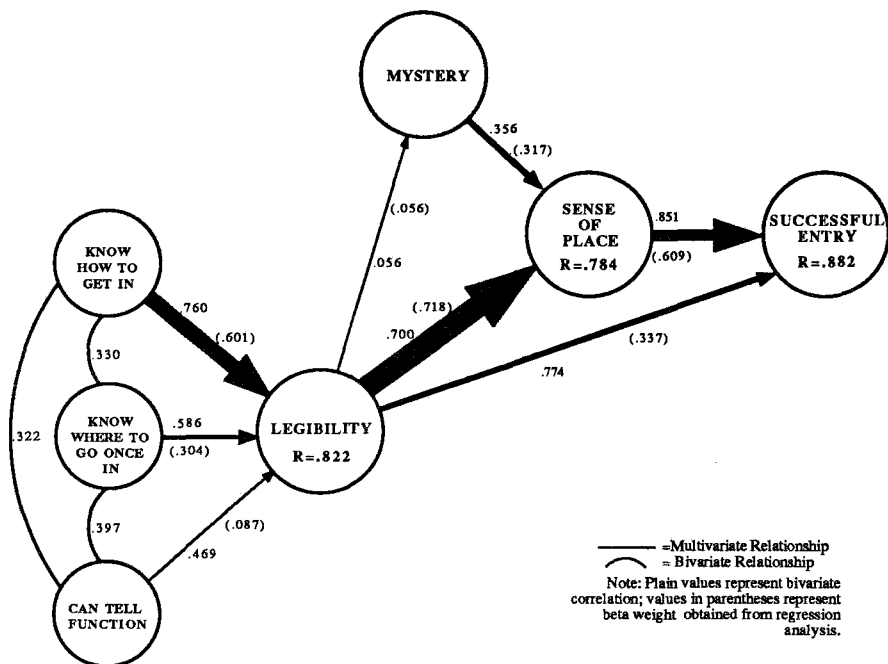 MYSTERY
.356
(.317)
(.056)
.056
SENSE
OF
PLACE
R=.784
.851
(.609)
SUCCESSFUL
ENTRY
R=.882
KNOW
HOW TO
GET IN
.760
(.601)
(.718)
.700
(.337)
.774
.330
.322
KNOW
WHERE TO
GO ONCE
IN
.586
(.304)
LEGIBILITY
R=.822
.397
(.087)
.469
CAN TELL
FUNCTION
=Multivariate Relationship
= Bivariate Relationship
Note: Plain values represent bivariate
correlation; values in parentheses represent
beta weight obtained from regression
analysis.